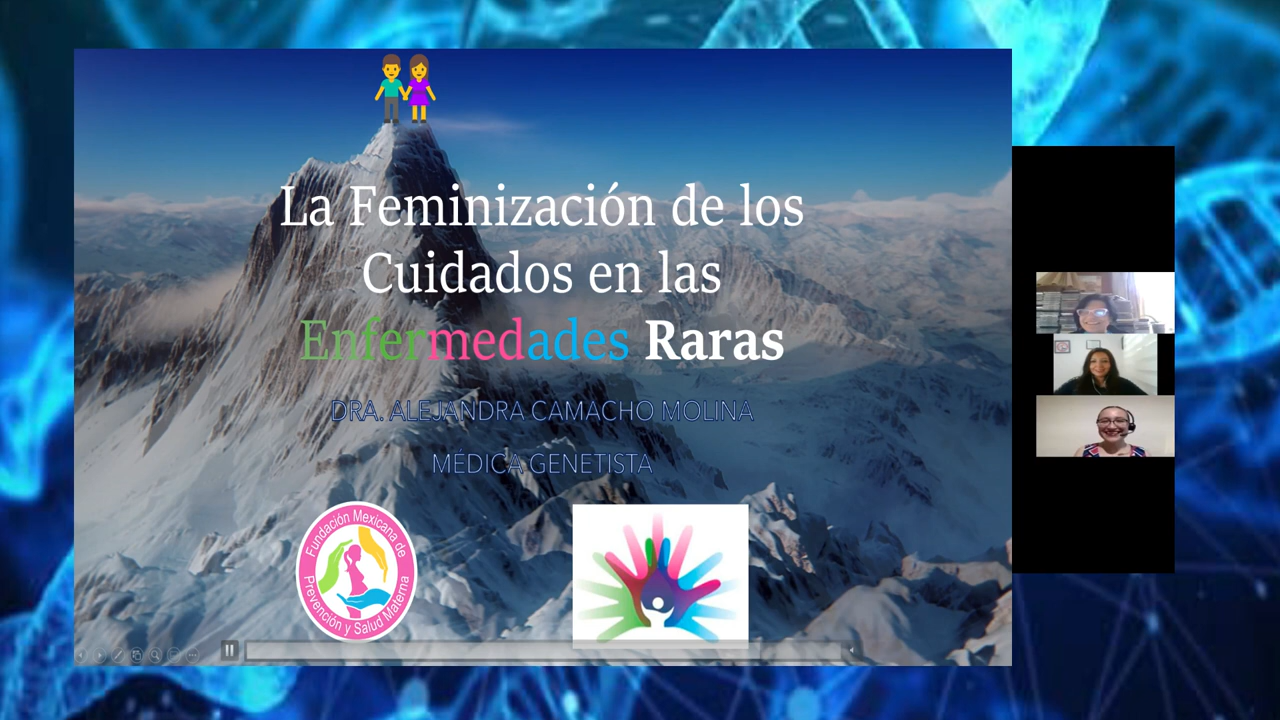 La Feminización de los
Cuidados en las
Enfermedades Raras
DRA. ALEJANDRA CAMACHO MOLINA
MÉDICA GENETISTA
Fundación Mexicana de
Prevención y Salud Materna